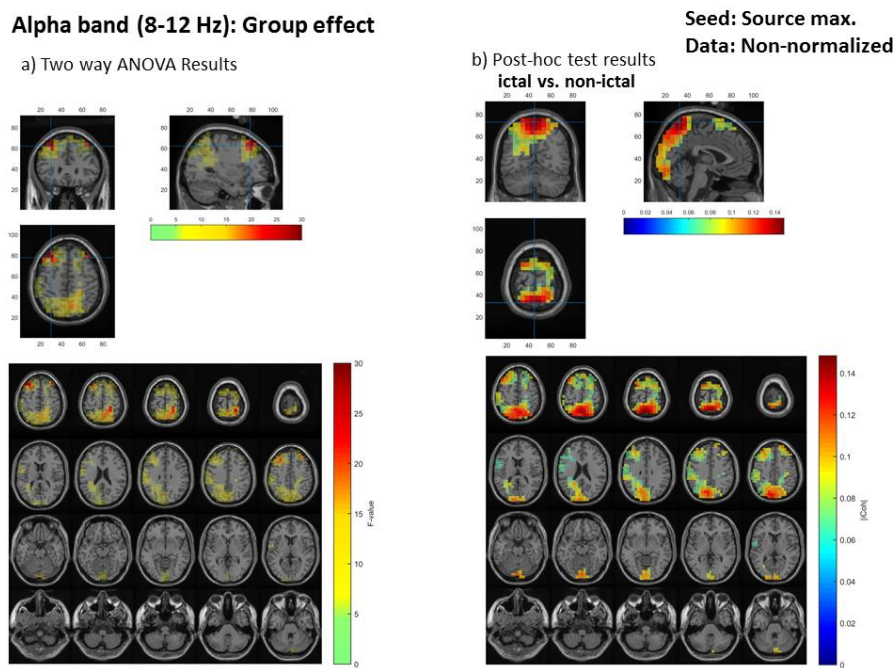 Alpha band (8-12 Hz): Group effect
Seed: Source max.
Data: Non-normalized
a) Two way ANOVA Results
b) Post-hoc test results
ictal vs. non-ictal
20 40 60 80
80
60
40
20
20 40 60 80 100
80
60
40
20
0 5 10 15 20 25 30
100
80
60
40
20
20 40 60 80
30
25
20
15
10
5
0
F-value
20 40 60 80
80
60
40
20
20 40 60 80 100
80
60
40
20
0 0.02 0.04 0.06 0.08 0.1 0.12 0.14
100
80
60
40
20
20 40 60 80
0.14
0.12
0.1
0.08
0.06
0.04
0.02
0
|iCoh|